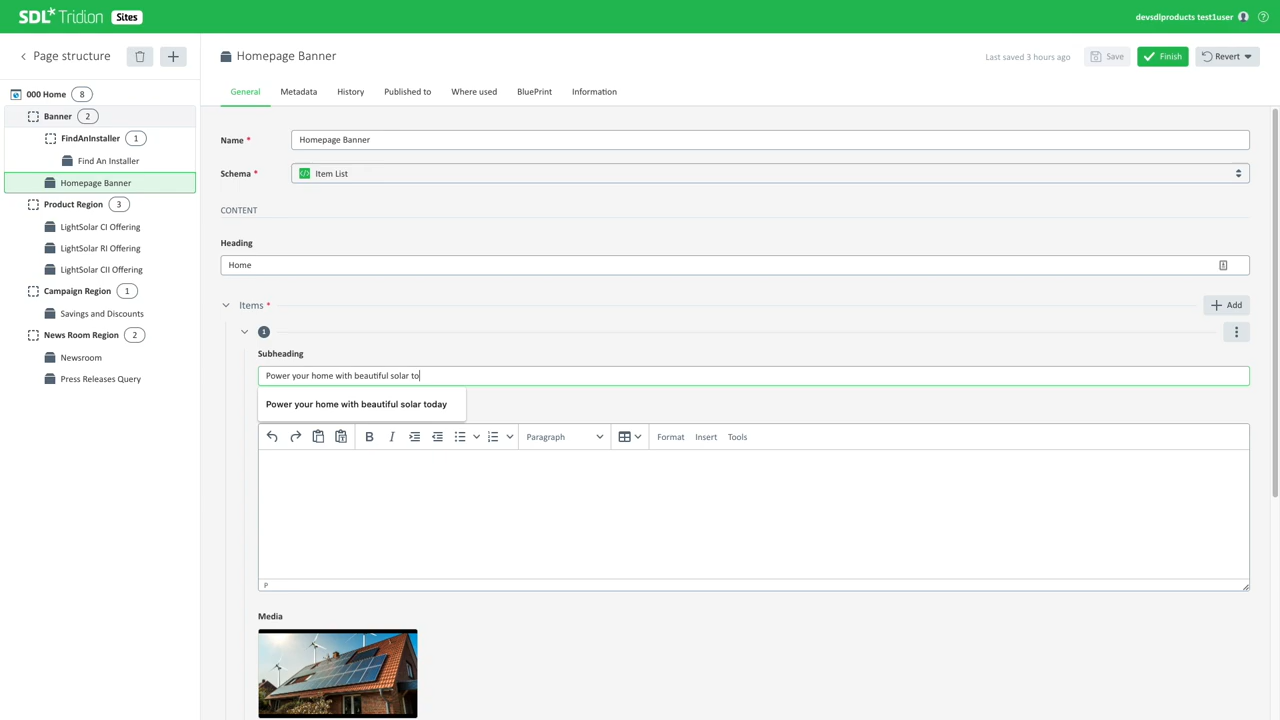 SDL* Tridion Sites
devsdlproducts test1user
Page structure
Homepage Banner
Last saved 3 hours ago
Save
Finish
Revert
General
Metadata
History
Published to
Where used
BluePrint
Information
000 Home 8
Banner 2
FindAnInstaller 1
Find An Installer
Homepage Banner
Product Region 3
LightSolar CI Offering
LightSolar RI Offering
LightSolar CII Offering
Campaign Region 1
Savings and Discounts
News Room Region 2
Newsroom
Press Releases Query
Name *
Homepage Banner
Schema *
Item List
CONTENT
Heading
Home
Items *
Add
1
Subheading
Power your home with beautiful solar to
Power your home with beautiful solar today
B I Paragraph Format Insert Tools
P
Media